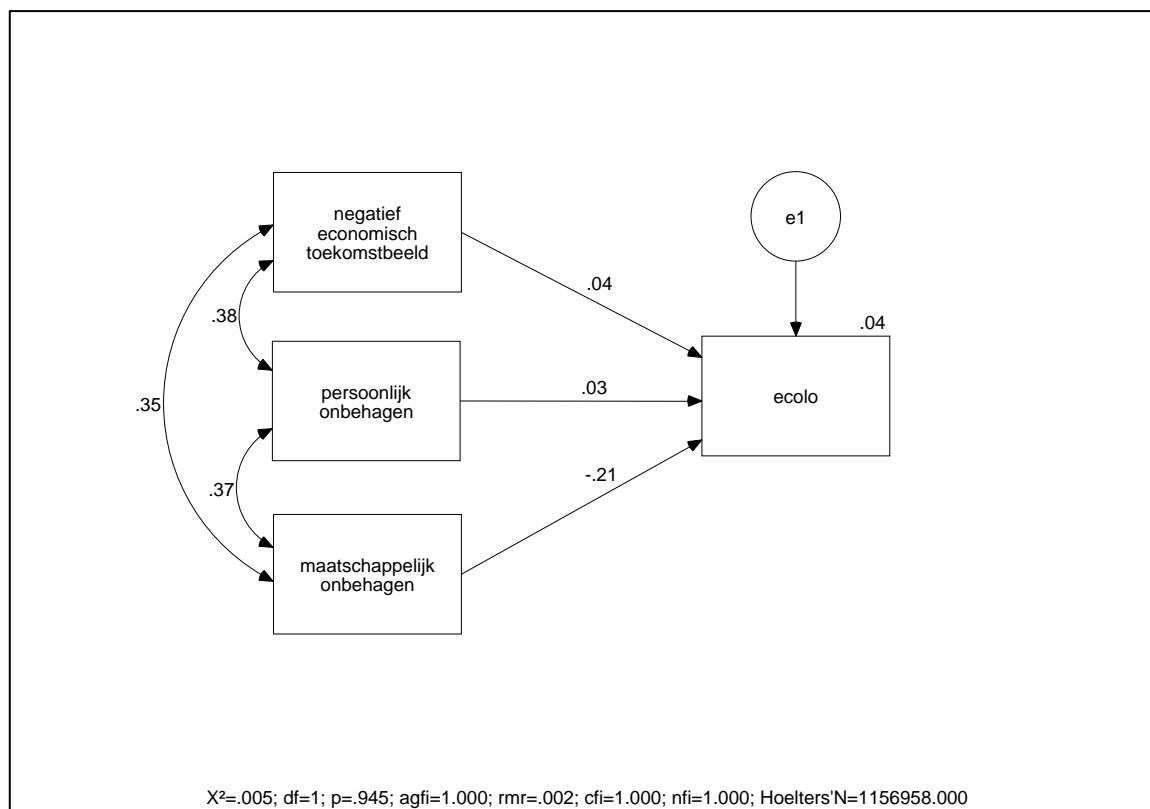 negatief
economisch
toekomstbeeld
e1
.04
.04
.38
persoonlijk
onbehagen
.03
ecolo
.35
.37
-.21
maatschappelijk
onbehagen
X²=.005; df=1; p=.945; agfi=1.000; rmr=.002; cfi=1.000; nfi=1.000; Hoelters'N=1156958.000